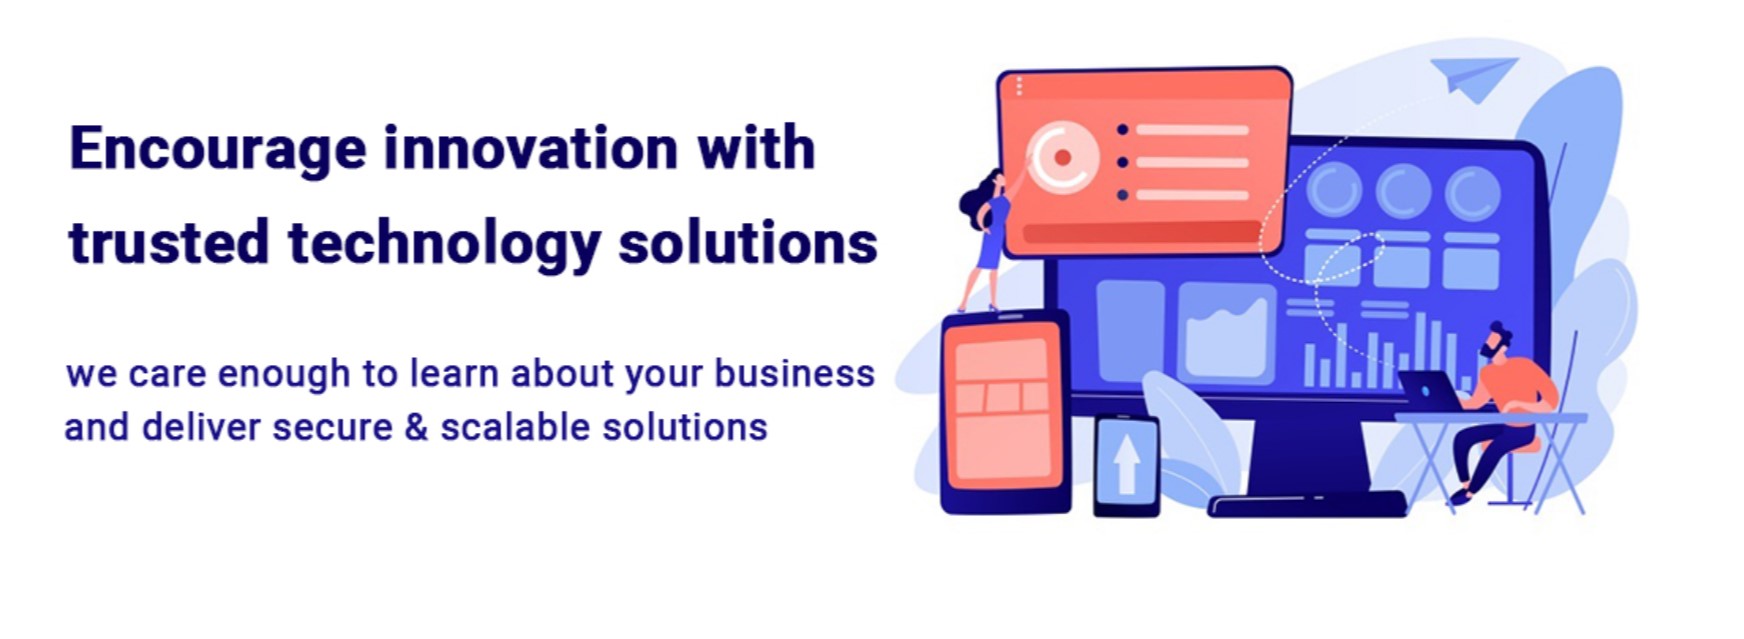 Encourage innovation with
trusted technology solutions
we care enough to learn about your business
and deliver secure & scalable solutions